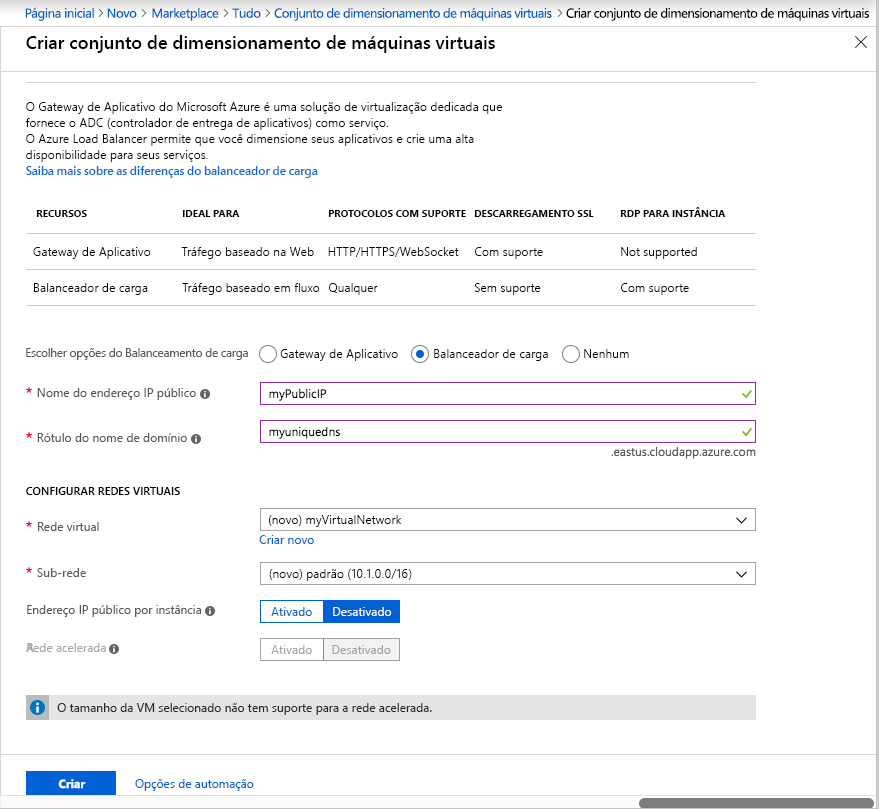 Página inicial > Novo > Marketplace > Tudo > Conjunto de dimensionamento de máquinas virtuais > Criar conjunto de dimensionamento de máquinas virtuais
Criar conjunto de dimensionamento de máquinas virtuais
O Gateway de Aplicativo do Microsoft Azure é uma solução de virtualização dedicada que
fornece o ADC (controlador de entrega de aplicativos) como serviço.
O Azure Load Balancer permite que você dimensione seus aplicativos e crie uma alta
disponibilidade para seus serviços.
Saiba mais sobre as diferenças do balanceador de carga
RECURSOS IDEAL PARA PROTOCOLOS COM SUPORTE DESCARREGAMENTO SSL RDP PARA INSTÂNCIA
Gateway de Aplicativo Tráfego baseado na Web HTTP/HTTPS/WebSocket Com suporte Not supported
Balanceador de carga Tráfego baseado em fluxo Qualquer Sem suporte Com suporte
Escolher opções do Balanceamento de carga Gateway de Aplicativo Balanceador de carga Nenhum
* Nome do endereço IP público myPublicIP
* Rótulo do nome de domínio myuniquedns
.eastus.cloudapp.azure.com
CONFIGURAR REDES VIRTUAIS
* Rede virtual (novo) myVirtualNetwork
Criar novo
* Sub-rede (novo) padrão (10.1.0.0/16)
Endereço IP público por instância Ativado Desativado
Rede acelerada Ativado Desativado
O tamanho da VM selecionado não tem suporte para a rede acelerada.
Criar Opções de automação